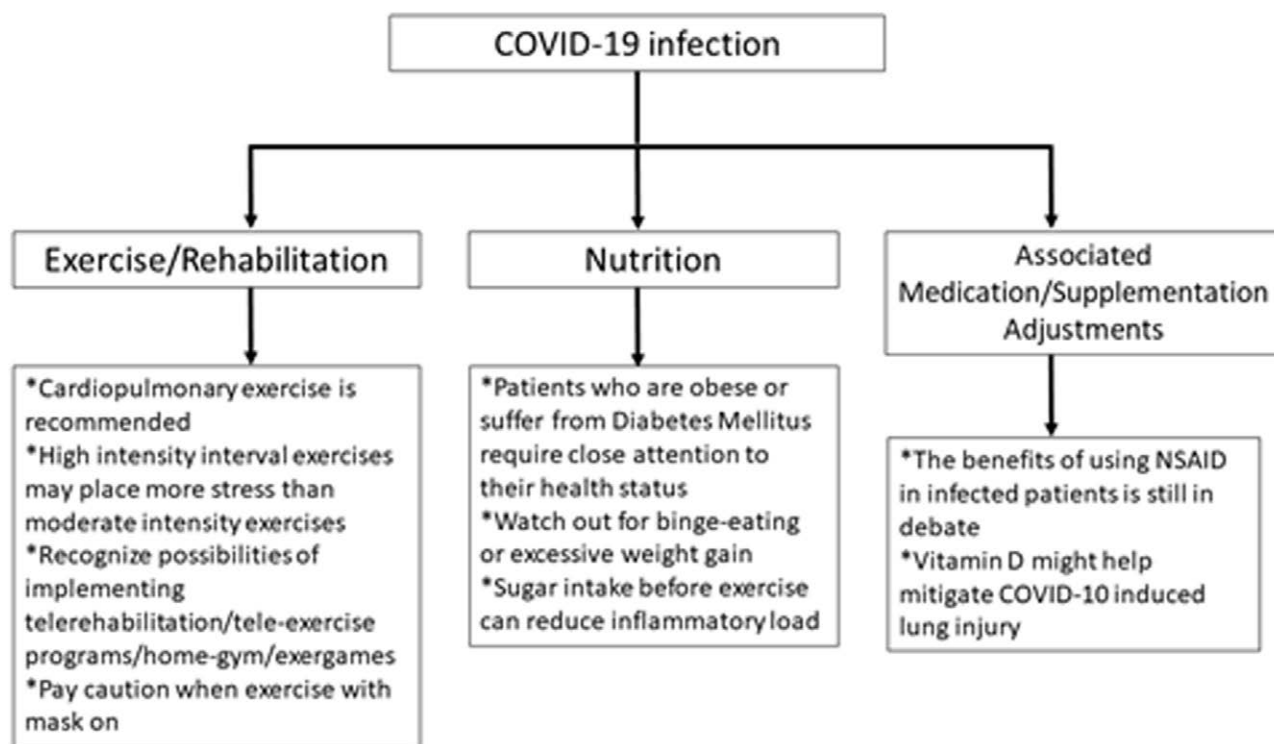 COVID-19 infection
Exercise/Rehabilitation
*Cardiopulmonary exercise is
recommended
*High intensity interval exercises
may place more stress than
moderate intensity exercises
*Recognize possibilities of
implementing
telerehabilitation/tele-exercise
programs/home-gym/exergames
*Pay caution when exercise with
mask on
Nutrition
*Patients who are obese or
suffer from Diabetes Mellitus
require close attention to
their health status
*Watch out for binge-eating
or excessive weight gain
*Sugar intake before exercise
can reduce inflammatory load
Associated
Medication/Supplementation
Adjustments
*The benefits of using NSAID
in infected patients is still in
debate
*Vitamin D might help
mitigate COVID-10 induced
lung injury